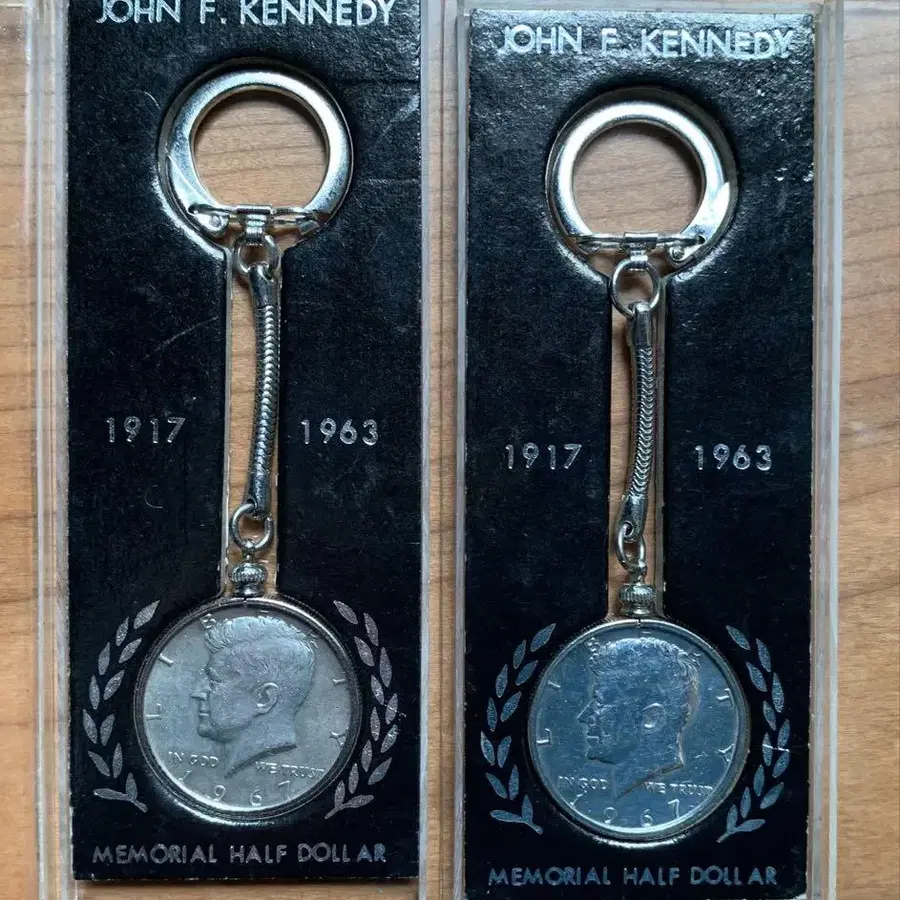 JOHN F. KENNEDY
1917 1963
LIBERTY
IN GOD WE TRUST
1967
MEMORIAL HALF DOLLAR
JOHN F. KENNEDY
1917 1963
LIBERTY
IN GOD WE TRUST
1967
MEMORIAL HALF DOLLAR